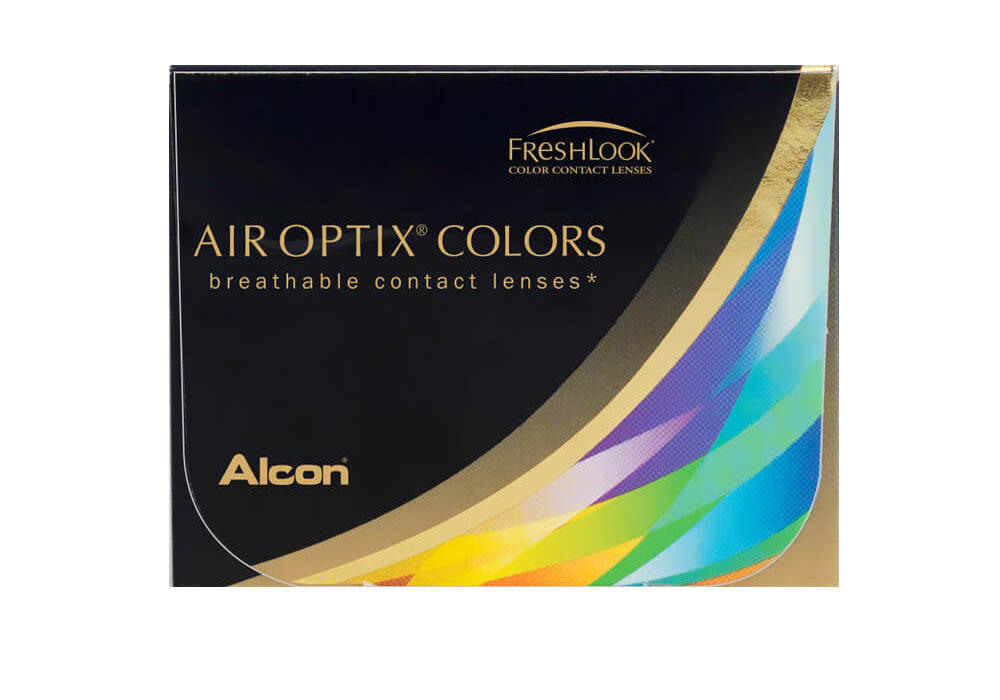 FRESHLOOK®
COLOR CONTACT LENSES
AIR OPTIX® COLORS
breathable contact lenses*
Alcon®